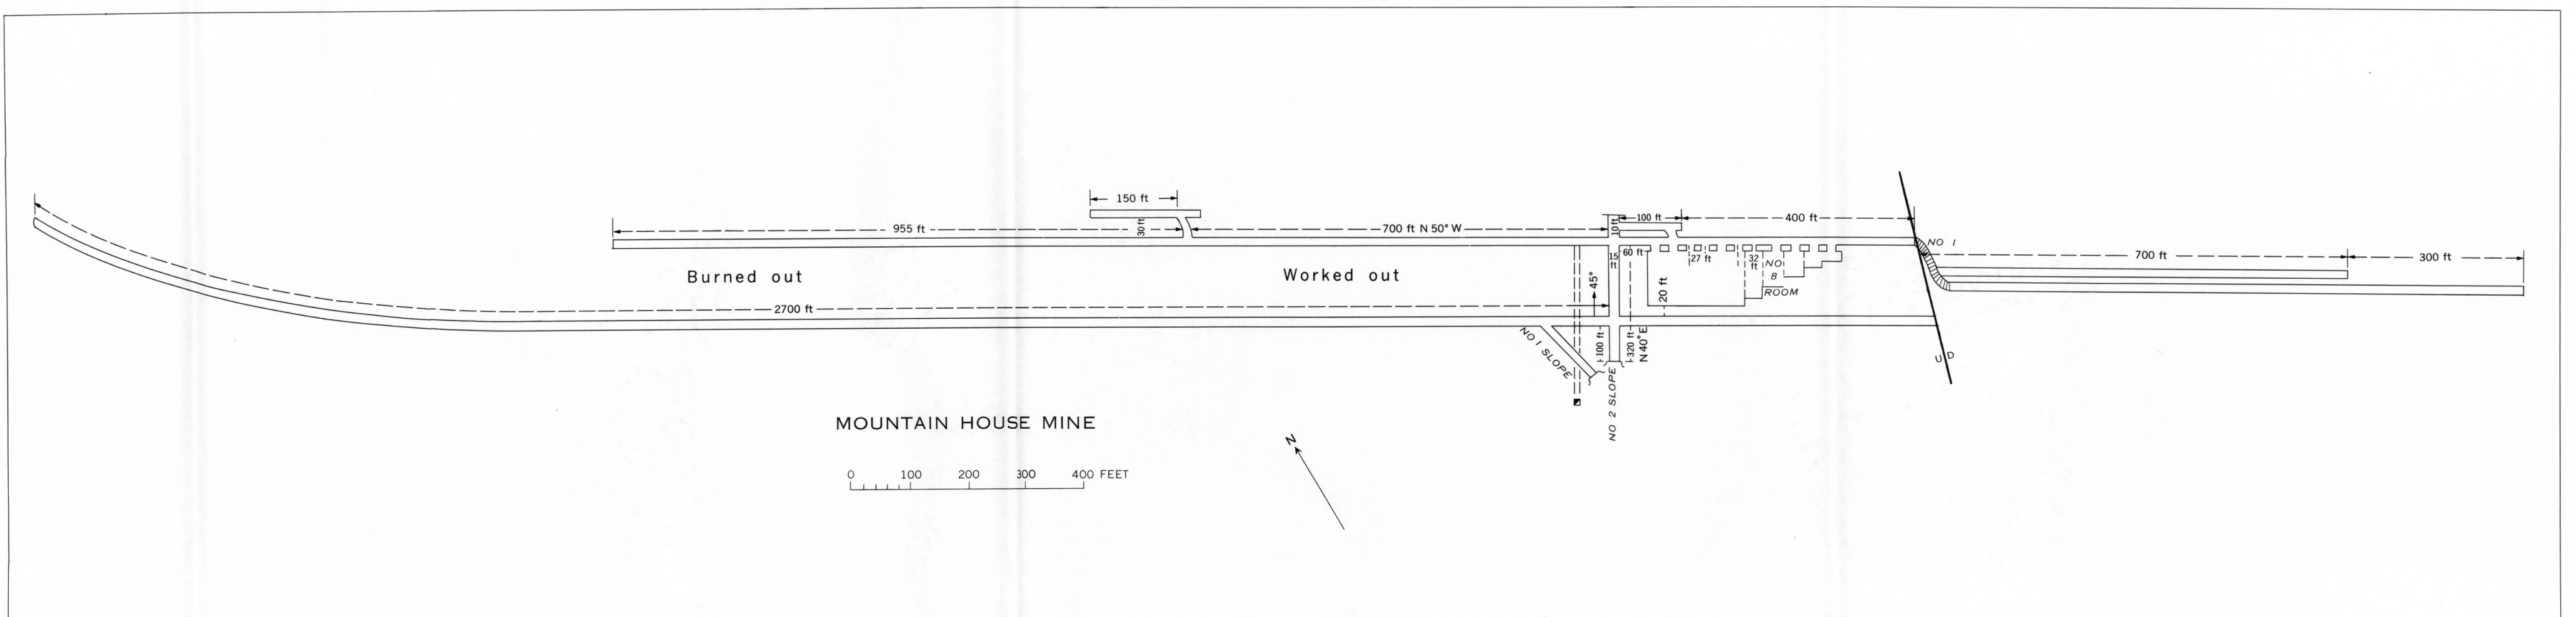 150 ft
30 ft
955 ft
700 ft N 50° W
10 ft
100 ft
400 ft
NO 1
700 ft
300 ft
15 ft
60 ft
27 ft
32 ft
NO 8 ROOM
Burned out
Worked out
45°
20 ft
2700 ft
NO 1 SLOPE
100 ft
320 ft
N 40° E
NO 2 SLOPE
U D
MOUNTAIN HOUSE MINE
0 100 200 300 400 FEET
N